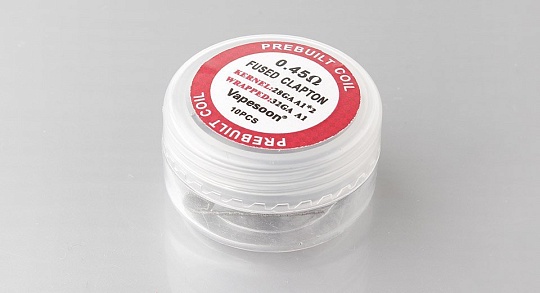 PREBUILT COIL
0.45Ω
FUSED CLAPTON
KERNEL:28GA A1*2
WRAPPED:32GA A1
Vapesoon®
10PCS
PREBUILT COIL